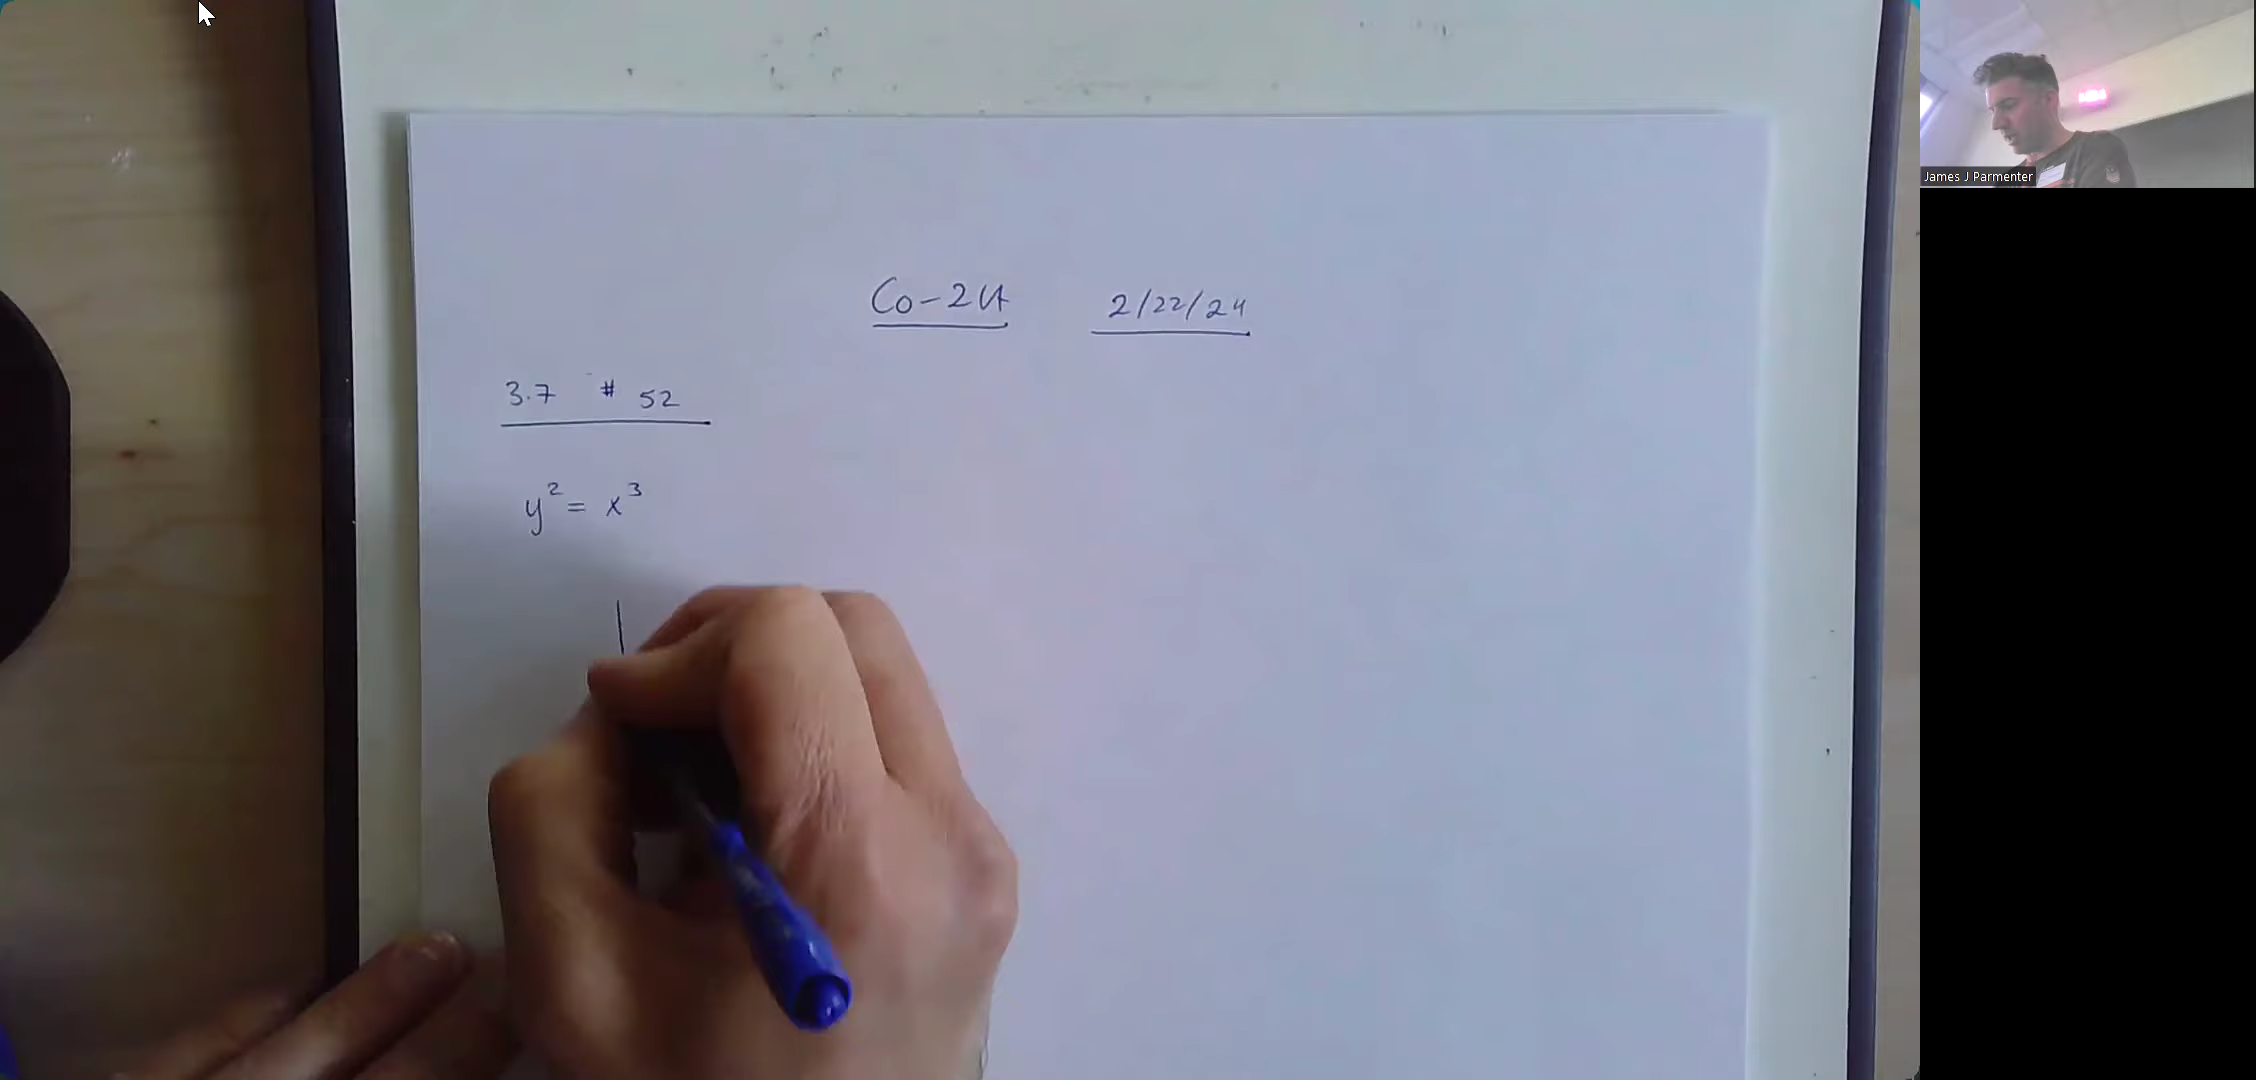 Co-24 2/22/24
3.7 # 52
y² = x³
James J Parmenter